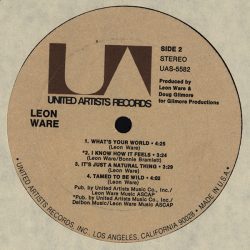 SIDE 2
STEREO
UAS-5582
Produced by
Leon Ware &
Doug Gilmore
for Gilmore Productions
UA
UNITED ARTISTS RECORDS
LEON
WARE
1. WHAT'S YOUR WORLD • 4:25
(Leon Ware)
*2. I KNOW HOW IT FEELS • 3:24
(Leon Ware/Bonnie Bramlett)
3. IT'S JUST A NATURAL THING • 3:29
(Leon Ware)
4. TAMED TO BE WILD • 4:20
(Leon Ware)
Pub. by United Artists Music Co., Inc./
Leon Ware Music ASCAP
*Pub. by United Artists Music Co., Inc./
Delbon Music/Leon Ware Music ASCAP
• UNITED ARTISTS RECORDS, INC., LOS ANGELES, CALIFORNIA 90028 • MADE IN U.S.A. •